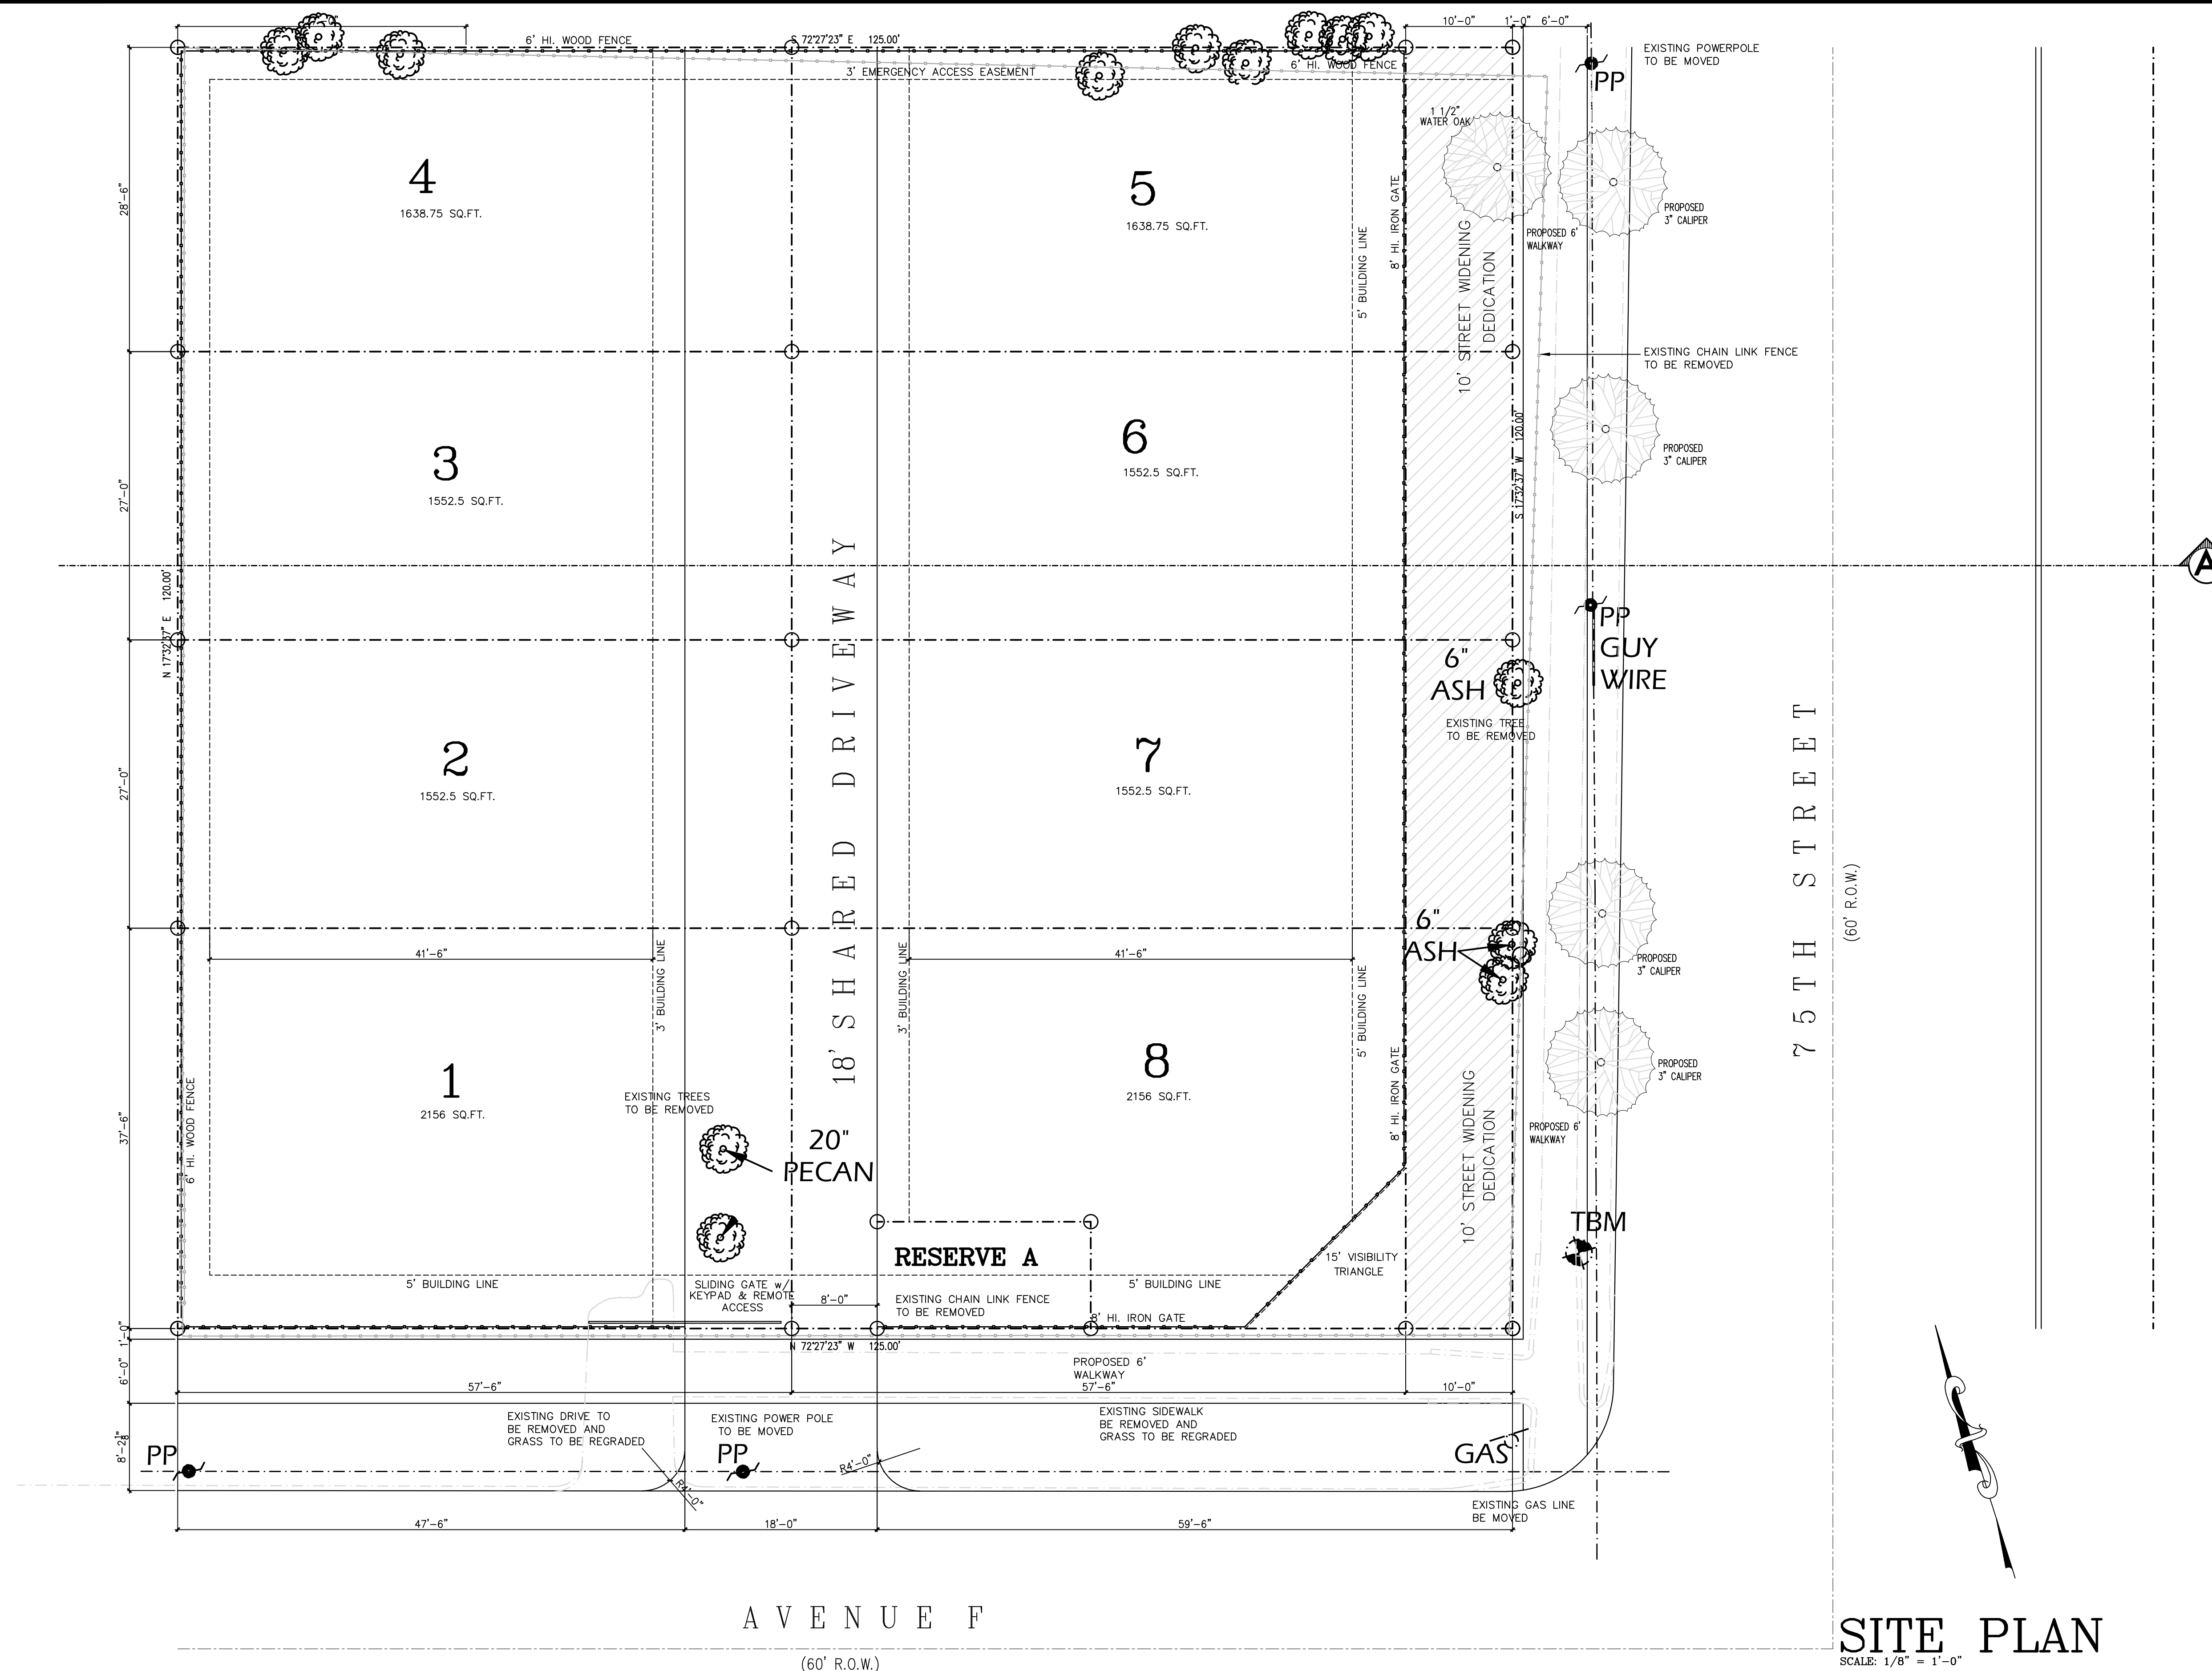 10'-0"
1'-0"
6'-0"
6' HI. WOOD FENCE
S 72°27'23" E 125.00'
3' EMERGENCY ACCESS EASEMENT
6' HI. WOOD FENCE
EXISTING POWERPOLE
TO BE MOVED
PP
1 1/2"
WATER OAK
4
1638.75 SQ.FT.
5
1638.75 SQ.FT.
28'-6"
5' BUILDING LINE
8' HI. IRON GATE
10' STREET WIDENING
DEDICATION
PROPOSED 6'
WALKWAY
PROPOSED
3" CALIPER
EXISTING CHAIN LINK FENCE
TO BE REMOVED
3
1552.5 SQ.FT.
6
1552.5 SQ.FT.
27'-0"
S 17°32'37" W 120.00'
PROPOSED
3" CALIPER
A
N 17°32'37" E 120.00'
18' SHARED DRIVEWAY
PP
GUY
WIRE
6"
ASH
EXISTING TREE
TO BE REMOVED
2
1552.5 SQ.FT.
7
1552.5 SQ.FT.
27'-0"
75TH STREET
(60' R.O.W.)
6"
ASH
41'-6"
41'-6"
3' BUILDING LINE
3' BUILDING LINE
5' BUILDING LINE
PROPOSED
3" CALIPER
1
2156 SQ.FT.
8
2156 SQ.FT.
37'-6"
6' HI. WOOD FENCE
EXISTING TREES
TO BE REMOVED
20"
PECAN
8' HI. IRON GATE
10' STREET WIDENING
DEDICATION
PROPOSED 6'
WALKWAY
PROPOSED
3" CALIPER
TBM
RESERVE A
15' VISIBILITY
TRIANGLE
5' BUILDING LINE
SLIDING GATE w/
KEYPAD & REMOTE
ACCESS
8'-0"
EXISTING CHAIN LINK FENCE
TO BE REMOVED
5' BUILDING LINE
8' HI. IRON GATE
1'-0"
N 72°27'23" W 125.00'
6'-0"
PROPOSED 6'
WALKWAY
57'-6"
57'-6"
10'-0"
8'-2 1/8"
EXISTING DRIVE TO
BE REMOVED AND
GRASS TO BE REGRADED
EXISTING POWER POLE
TO BE MOVED
EXISTING SIDEWALK
BE REMOVED AND
GRASS TO BE REGRADED
PP
PP
GAS
R4'-0"
R4'-0"
EXISTING GAS LINE
BE MOVED
47'-6"
18'-0"
59'-6"
AVENUE F
(60' R.O.W.)
SITE PLAN
SCALE: 1/8" = 1'-0"